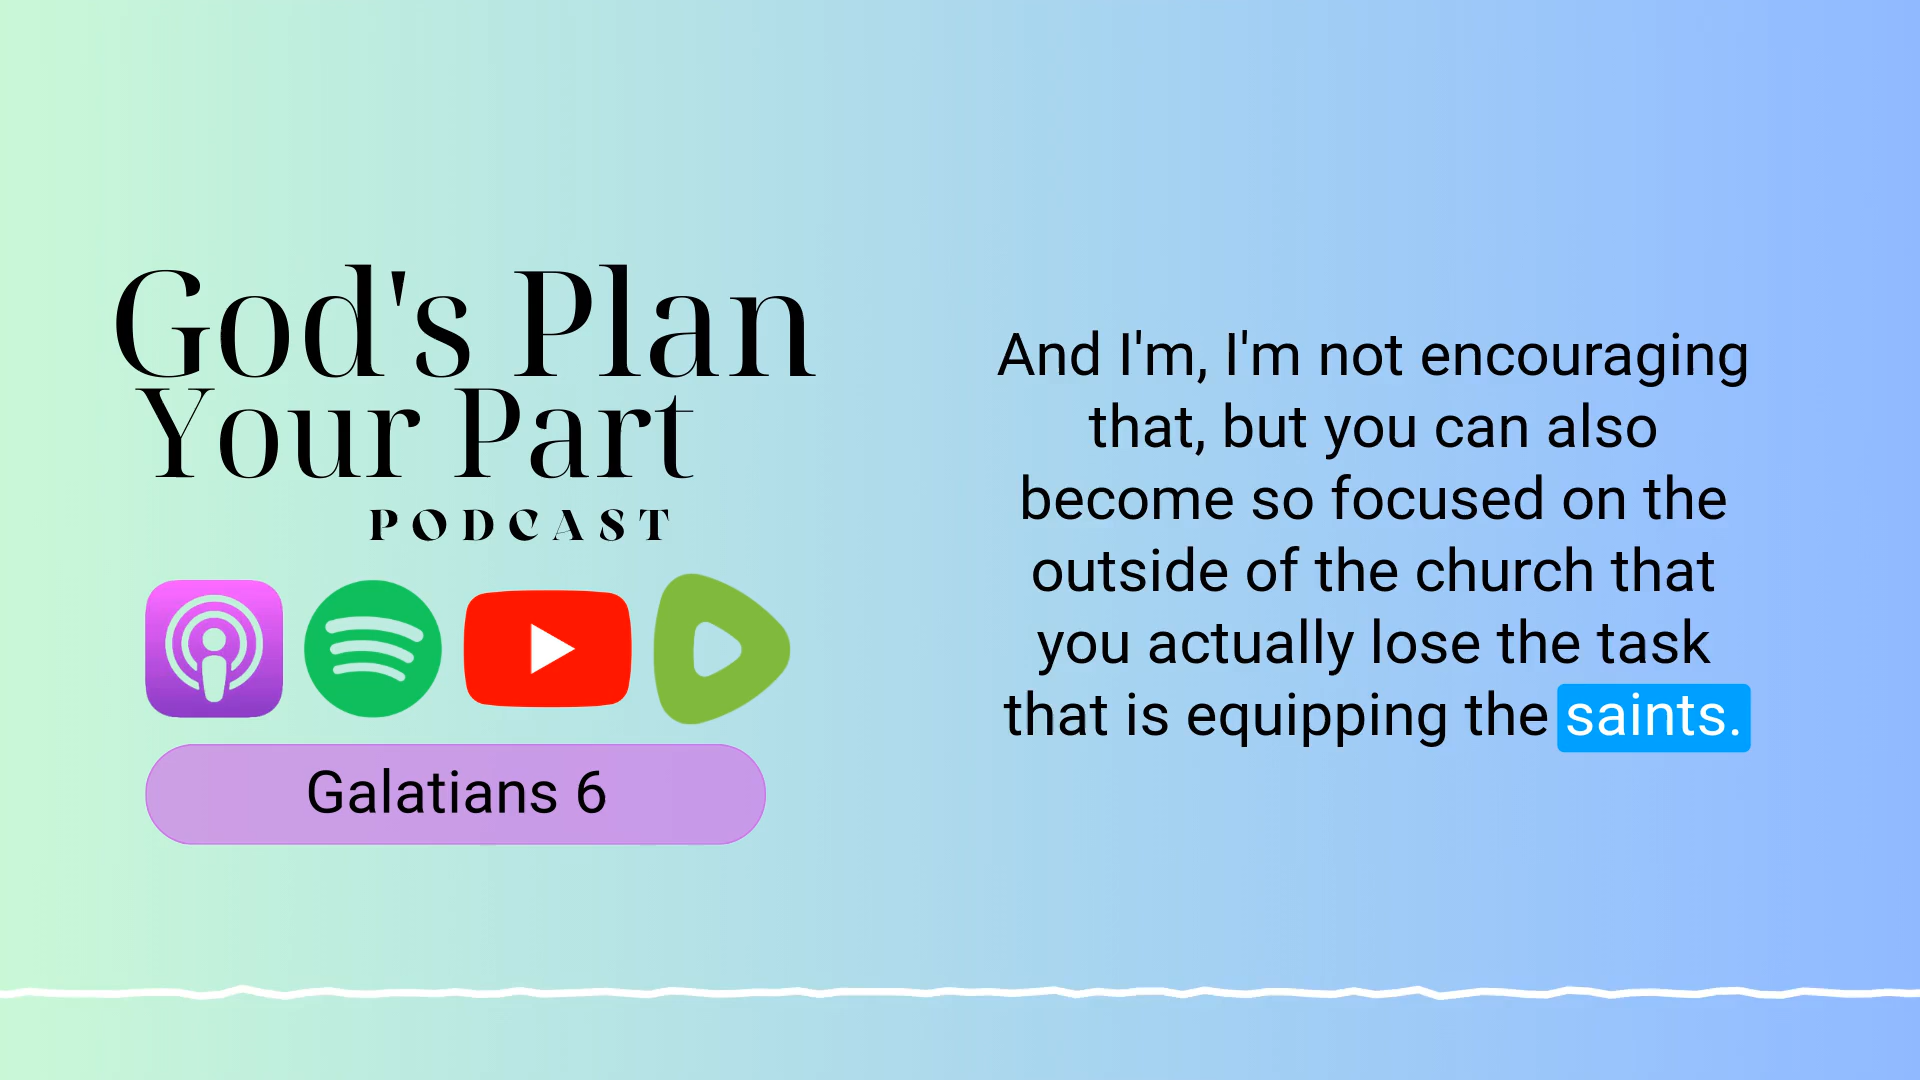 God's Plan
Your Part
PODCAST
Galatians 6
And I'm, I'm not encouraging
that, but you can also
become so focused on the
outside of the church that
you actually lose the task
that is equipping the saints.